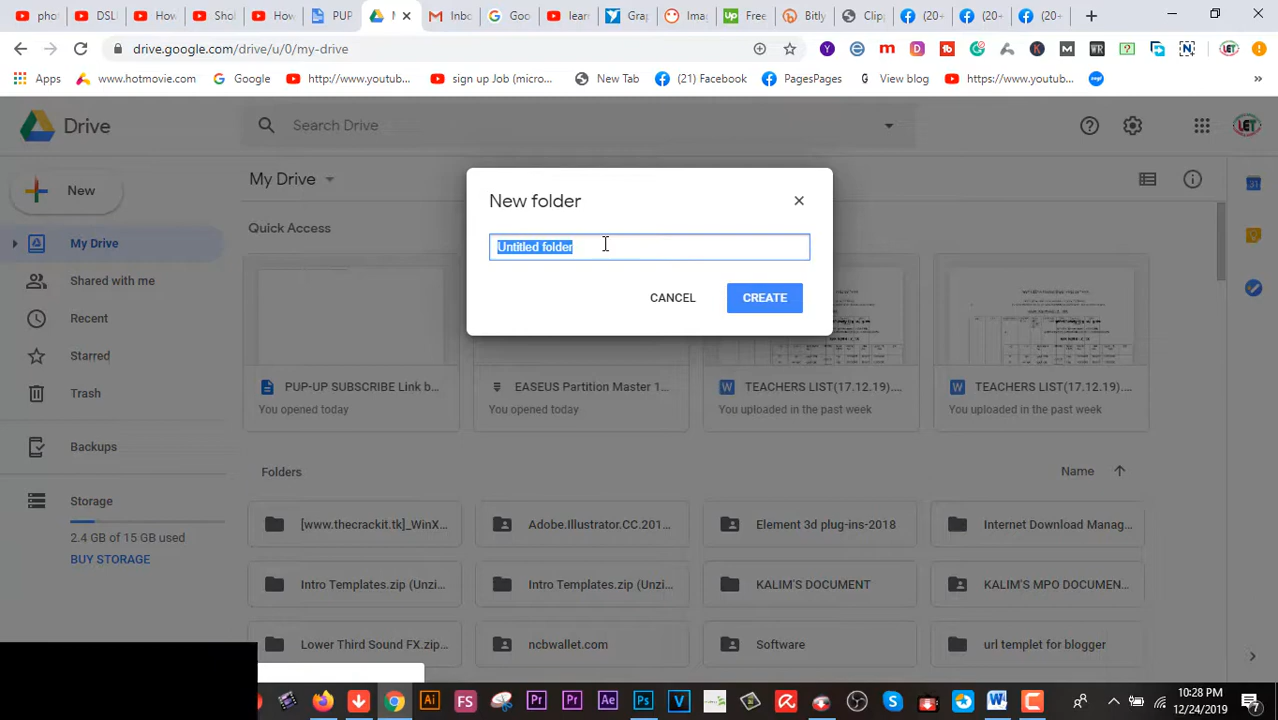 pho
DSL
How
Sho
How
PUP
M
Inbo
Goo
learn
Grap
Imag
Free
Bitly
Clip
(20+
(20+
(20+
drive.google.com/drive/u/0/my-drive
Apps www.hotmovie.com Google http://www.youtub... sign up Job (micro... New Tab (21) Facebook PagesPages View blog https://www.youtu...
Drive
Search Drive
LET
New
My Drive
New folder
Untitled folder
CANCEL
CREATE
Quick Access
My Drive
Shared with me
Recent
Starred
Trash
Backups
Storage
2.4 GB of 15 GB used
BUY STORAGE
PUP-UP SUBSCRIBE Link b...
You opened today
EASEUS Partition Master 1...
You opened today
TEACHERS LIST(17.12.19)....
You uploaded in the past week
TEACHERS LIST(17.12.19)....
You uploaded in the past week
Folders
Name
[www.thecrackit.tk]_WinX...
Adobe.Illustrator.CC.201...
Element 3d plug-ins-2018
Internet Download Manag...
Intro Templates.zip (Unzi...
Intro Templates.zip (Unzi...
KALIM'S DOCUMENT
KALIM'S MPO DOCUMEN...
Lower Third Sound FX.zip...
ncbwallet.com
Software
url templet for blogger
10:28 PM
12/24/2019
7